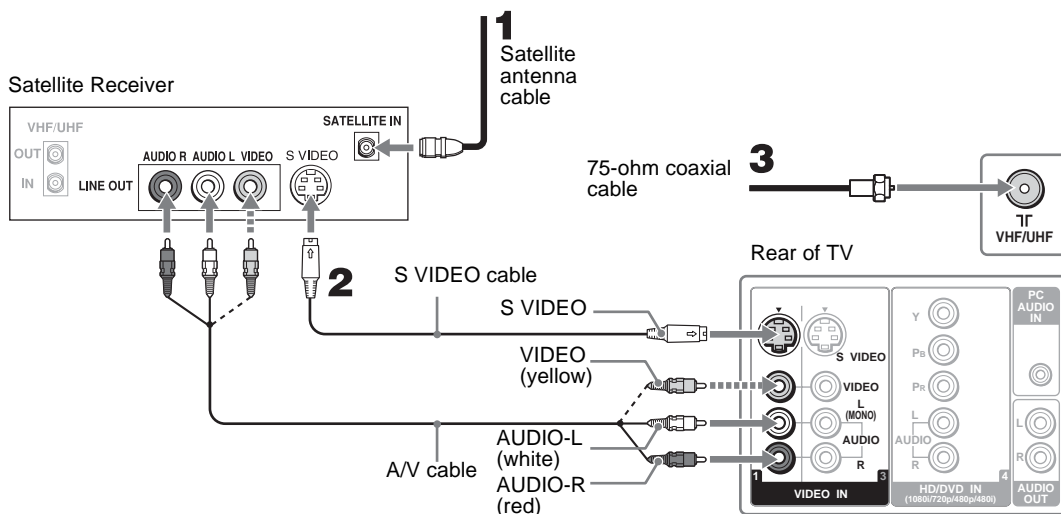 1
Satellite
antenna
cable
Satellite Receiver
VHF/UHF
OUT
IN
SATELLITE IN
AUDIO R AUDIO L VIDEO
S VIDEO
LINE OUT
3
75-ohm coaxial
cable
VHF/UHF
2
S VIDEO cable
S VIDEO
VIDEO
(yellow)
AUDIO-L
(white)
AUDIO-R
(red)
A/V cable
Rear of TV
S VIDEO
VIDEO
L
(MONO)
AUDIO
R
1
3
VIDEO IN
Y
PB
PR
L
AUDIO
R
4
HD/DVD IN
(1080i/720p/480p/480i)
PC
AUDIO
IN
L
R
AUDIO
OUT